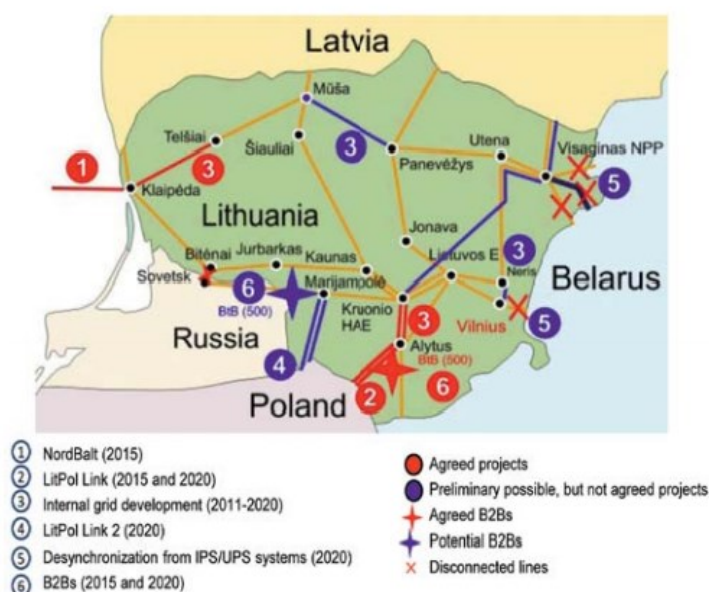 Latvia
Mūša
Telšiai
Šiauliai
3
3
Panevėžys
Utena
Visaginas NPP
1
Klaipėda
5
Lithuania
Jonava
Bitėnai
Jurbarkas
Kaunas
Lietuvos E
3
Neris
Belarus
Sovetsk
6
Marijampolė
BtB (500)
Kruonio
HAE
3
Vilnius
5
Russia
Alytus
BtB (500)
4
Poland
2
6
1 NordBalt (2015)
2 LitPol Link (2015 and 2020)
3 Internal grid development (2011-2020)
4 LitPol Link 2 (2020)
5 Desynchronization from IPS/UPS systems (2020)
6 B2Bs (2015 and 2020)
Agreed projects
Preliminary possible, but not agreed projects
Agreed B2Bs
Potential B2Bs
Disconnected lines